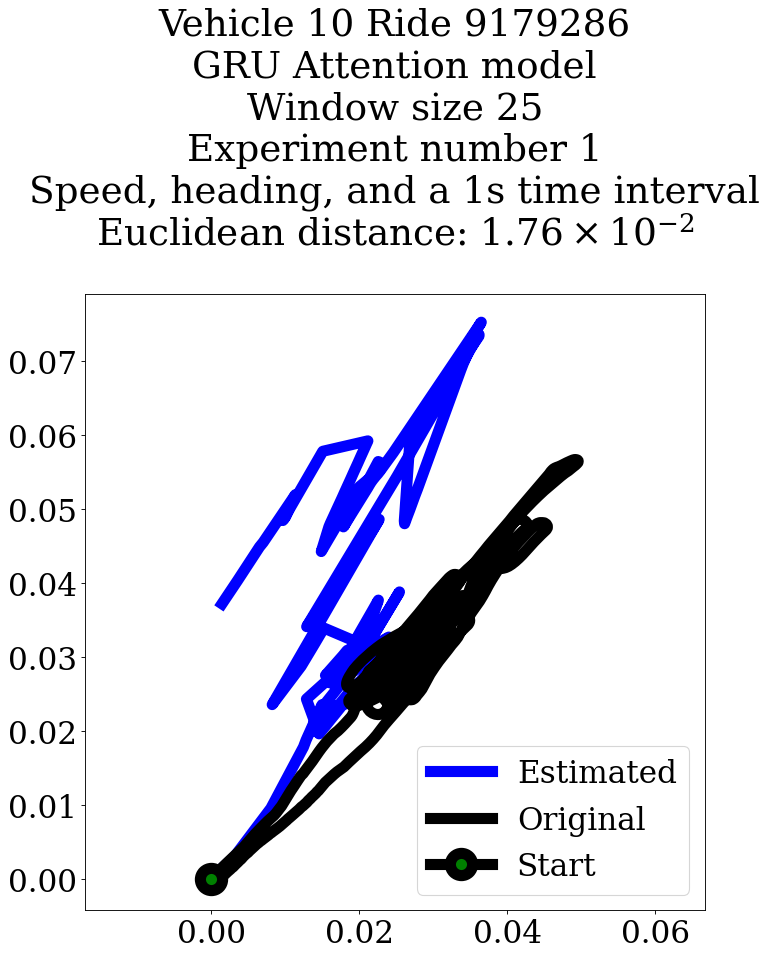 Vehicle 10 Ride 9179286
GRU Attention model
Window size 25
Experiment number 1
Speed, heading, and a 1s time interval
Euclidean distance: 1.76 × 10⁻²
0.07
0.06
0.05
0.04
0.03
0.02
0.01
0.00
Estimated
Original
Start
0.00 0.02 0.04 0.06